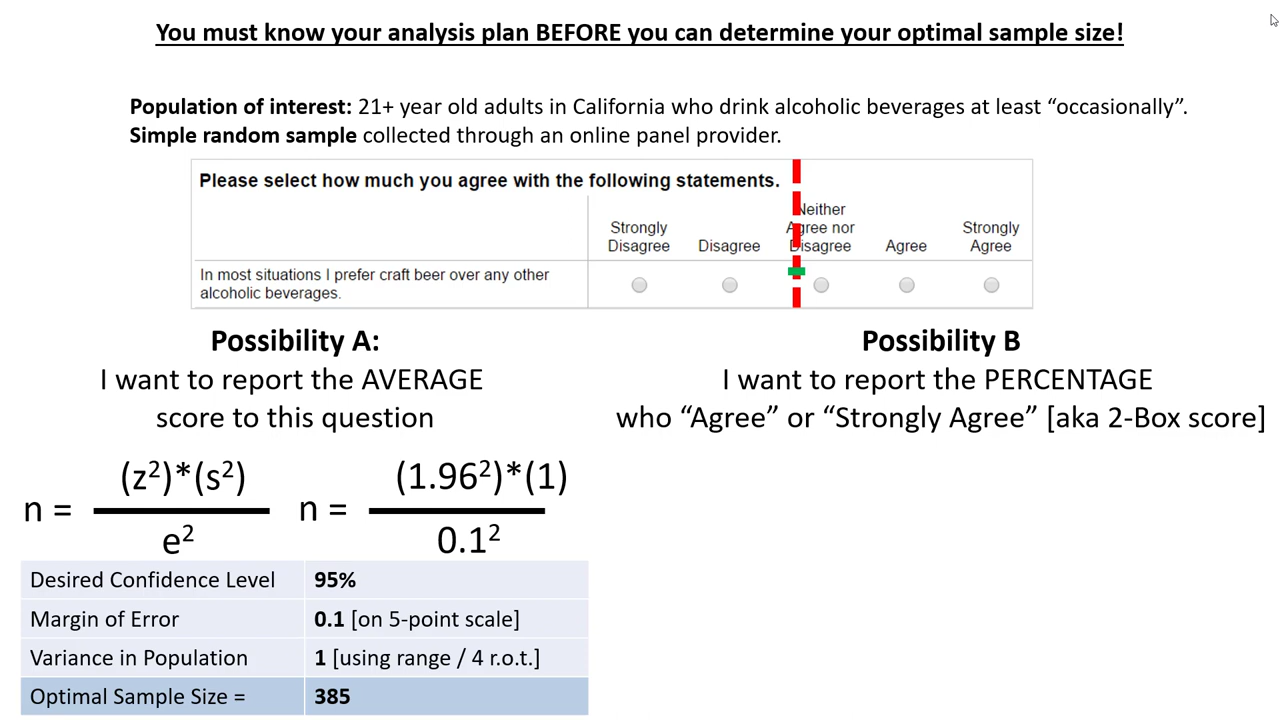 You must know your analysis plan BEFORE you can determine your optimal sample size!
Population of interest: 21+ year old adults in California who drink alcoholic beverages at least “occasionally”.
Simple random sample collected through an online panel provider.
Please select how much you agree with the following statements.
Strongly Disagree
Disagree
Neither Agree nor Disagree
Agree
Strongly Agree
In most situations I prefer craft beer over any other
alcoholic beverages.
Possibility A:
I want to report the AVERAGE
score to this question
n = (z²)*(s²) / e²
n = (1.96²)*(1) / 0.1²
Desired Confidence Level 95%
Margin of Error 0.1 [on 5-point scale]
Variance in Population 1 [using range / 4 r.o.t.]
Optimal Sample Size = 385
Possibility B
I want to report the PERCENTAGE
who “Agree” or “Strongly Agree” [aka 2-Box score]